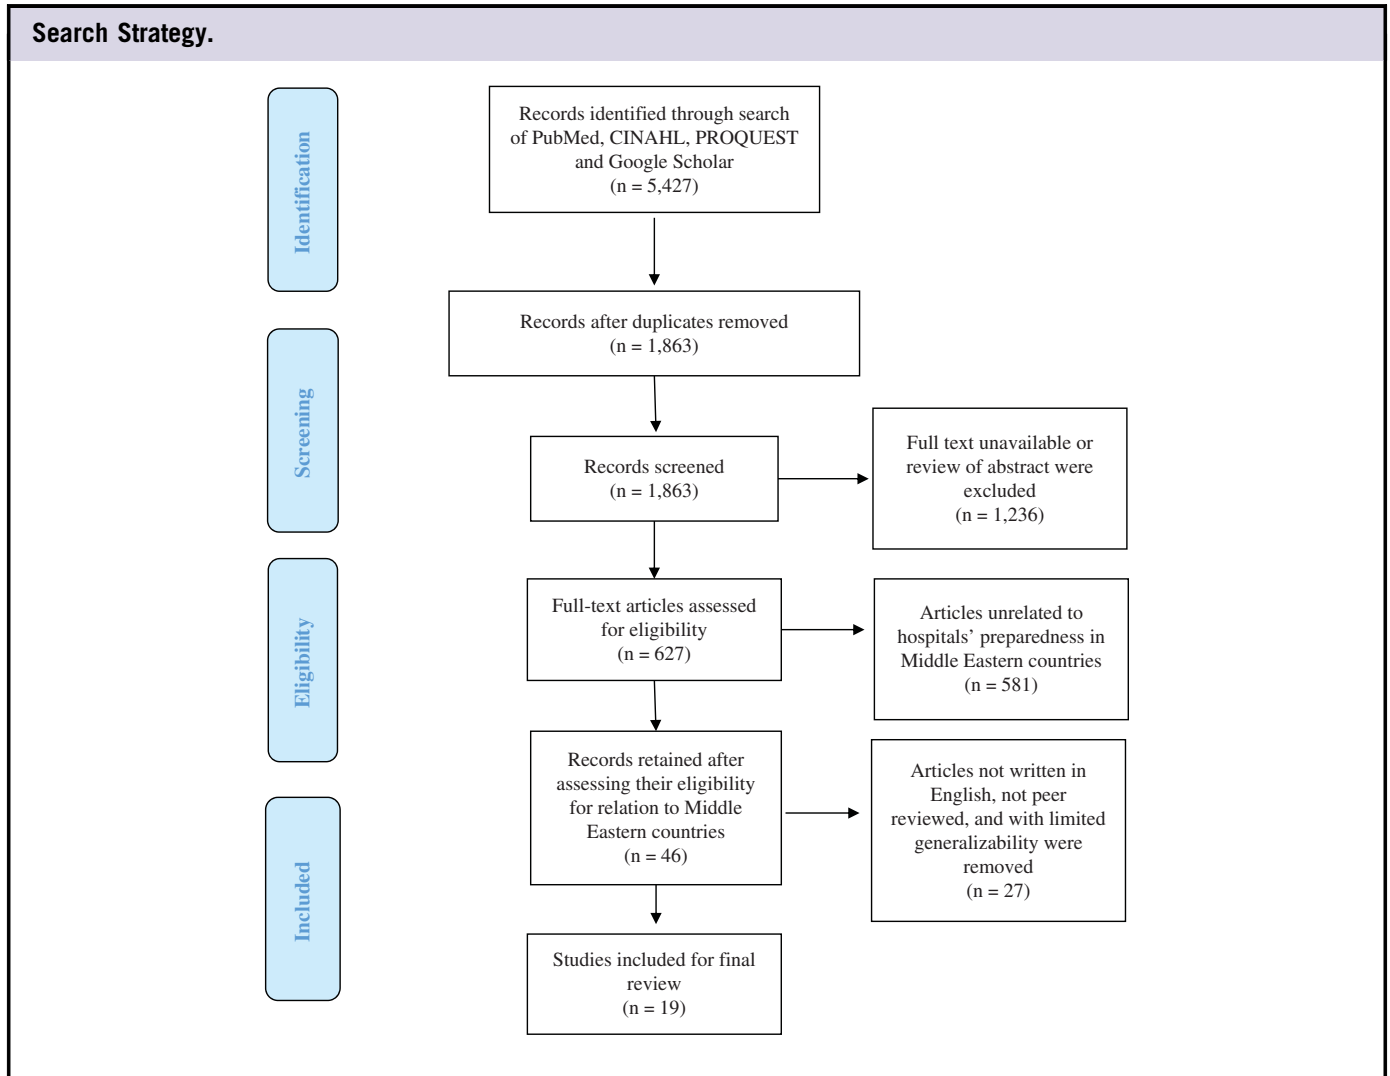 Search Strategy.
Identification
Records identified through search
of PubMed, CINAHL, PROQUEST
and Google Scholar
(n = 5,427)
Records after duplicates removed
(n = 1,863)
Screening
Records screened
(n = 1,863)
Full text unavailable or
review of abstract were
excluded
(n = 1,236)
Eligibility
Full-text articles assessed
for eligibility
(n = 627)
Articles unrelated to
hospitals’ preparedness in
Middle Eastern countries
(n = 581)
Records retained after
assessing their eligibility
for relation to Middle
Eastern countries
(n = 46)
Articles not written in
English, not peer
reviewed, and with limited
generalizability were
removed
(n = 27)
Included
Studies included for final
review
(n = 19)